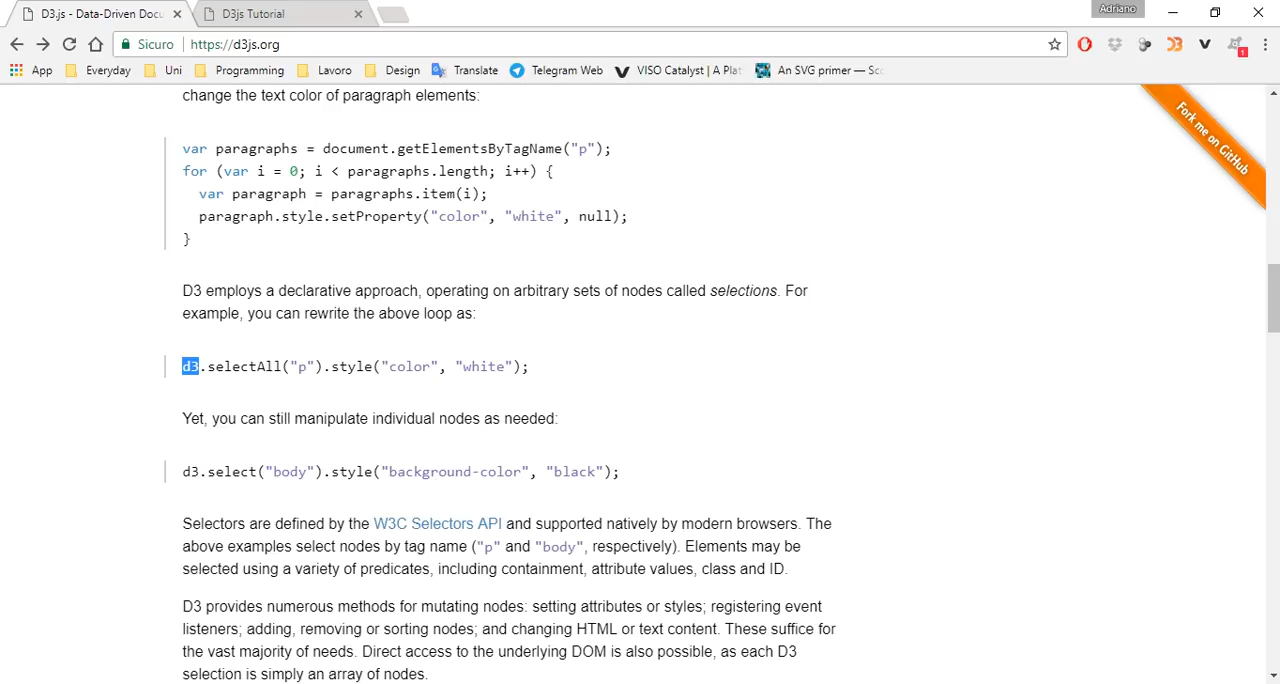 D3.js - Data-Driven Docu
D3js Tutorial
Adriano
Sicuro
https://d3js.org
App
Everyday
Uni
Programming
Lavoro
Design
Translate
Telegram Web
VISO Catalyst | A Plat
An SVG primer — Sc
1
Fork me on GitHub
change the text color of paragraph elements:
var paragraphs = document.getElementsByTagName("p");
for (var i = 0; i < paragraphs.length; i++) {
var paragraph = paragraphs.item(i);
paragraph.style.setProperty("color", "white", null);
}
D3 employs a declarative approach, operating on arbitrary sets of nodes called selections. For
example, you can rewrite the above loop as:
d3.selectAll("p").style("color", "white");
Yet, you can still manipulate individual nodes as needed:
d3.select("body").style("background-color", "black");
Selectors are defined by the W3C Selectors API and supported natively by modern browsers. The
above examples select nodes by tag name ("p" and "body", respectively). Elements may be
selected using a variety of predicates, including containment, attribute values, class and ID.
D3 provides numerous methods for mutating nodes: setting attributes or styles; registering event
listeners; adding, removing or sorting nodes; and changing HTML or text content. These suffice for
the vast majority of needs. Direct access to the underlying DOM is also possible, as each D3
selection is simply an array of nodes.